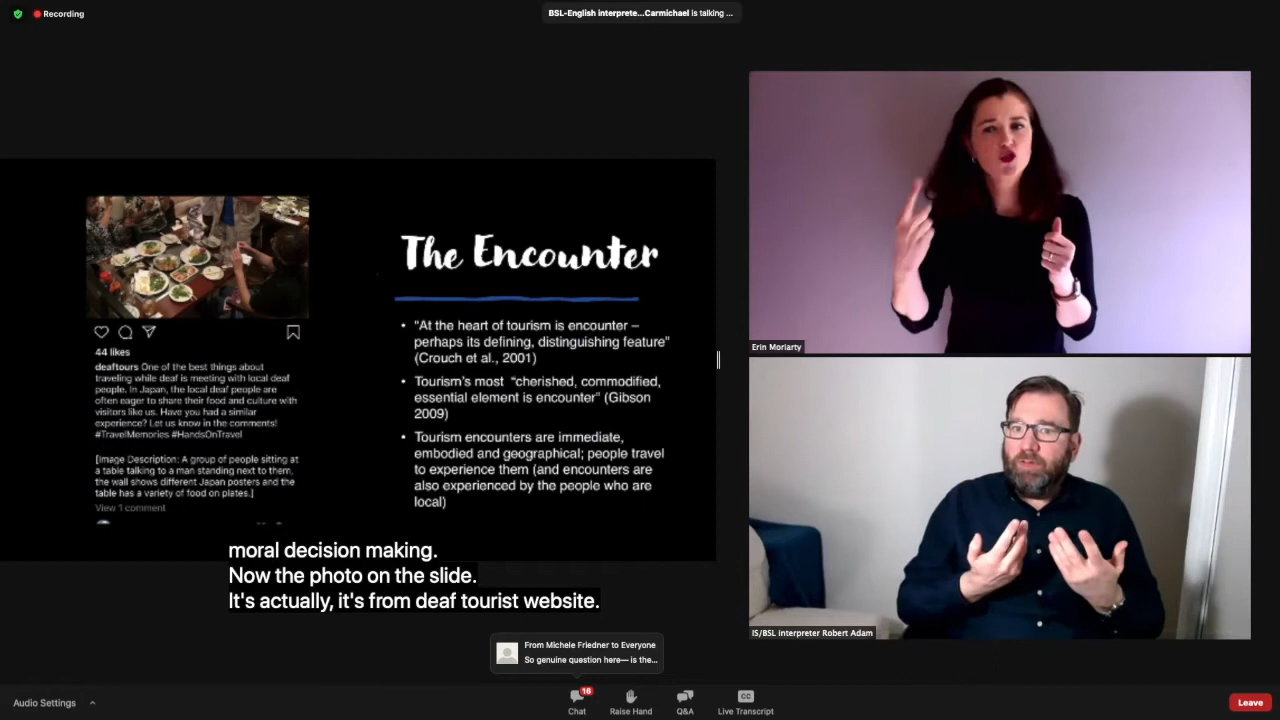 Recording
BSL-English interprete...Carmichael is talking ...
The Encounter
44 likes
deaftours One of the best things about
traveling while deaf is meeting with local deaf
people. In Japan, the local deaf people are
often eager to share their food and culture with
visitors like us. Have you had a similar
experience? Let us know in the comments!
#TravelMemories #HandsOnTravel
[Image Description: A group of people sitting at
a table talking to a man standing next to them,
the wall shows different Japan posters and the
table has a variety of food on plates.]
View 1 comment
• "At the heart of tourism is encounter –
perhaps its defining, distinguishing feature"
(Crouch et al., 2001)
• Tourism's most "cherished, commodified,
essential element is encounter" (Gibson
2009)
• Tourism encounters are immediate,
embodied and geographical; people travel
to experience them (and encounters are
also experienced by the people who are
local)
Erin Moriarty
IS/BSL interpreter Robert Adam
moral decision making.
Now the photo on the slide.
It's actually, it's from deaf tourist website.
From Michele Friedner to Everyone
So genuine question here— is the...
Audio Settings
16
Chat
Raise Hand
Q&A
CC
Live Transcript
Leave